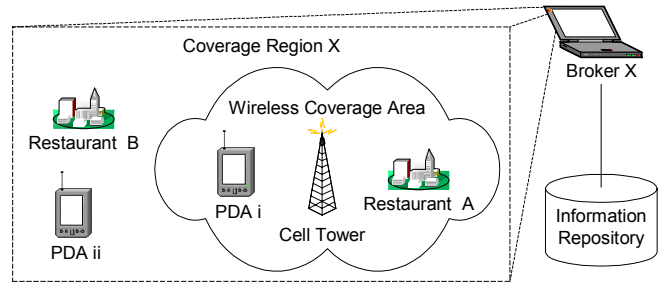 Coverage Region X
Broker X
Wireless Coverage Area
Restaurant B
PDA i
Restaurant A
Cell Tower
PDA ii
Information
Repository